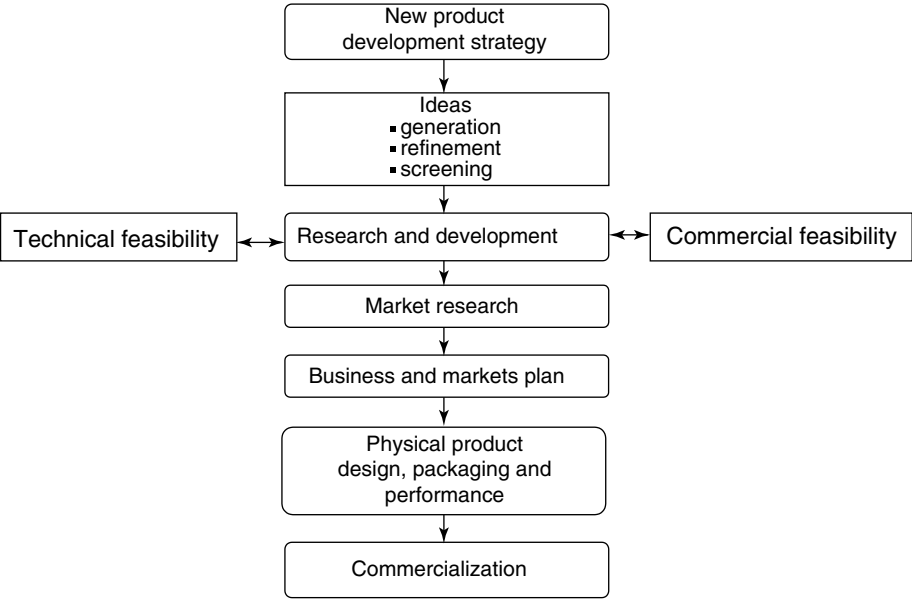 New product
development strategy
Ideas
▪ generation
▪ refinement
▪ screening
Technical feasibility
Research and development
Commercial feasibility
Market research
Business and markets plan
Physical product
design, packaging and
performance
Commercialization